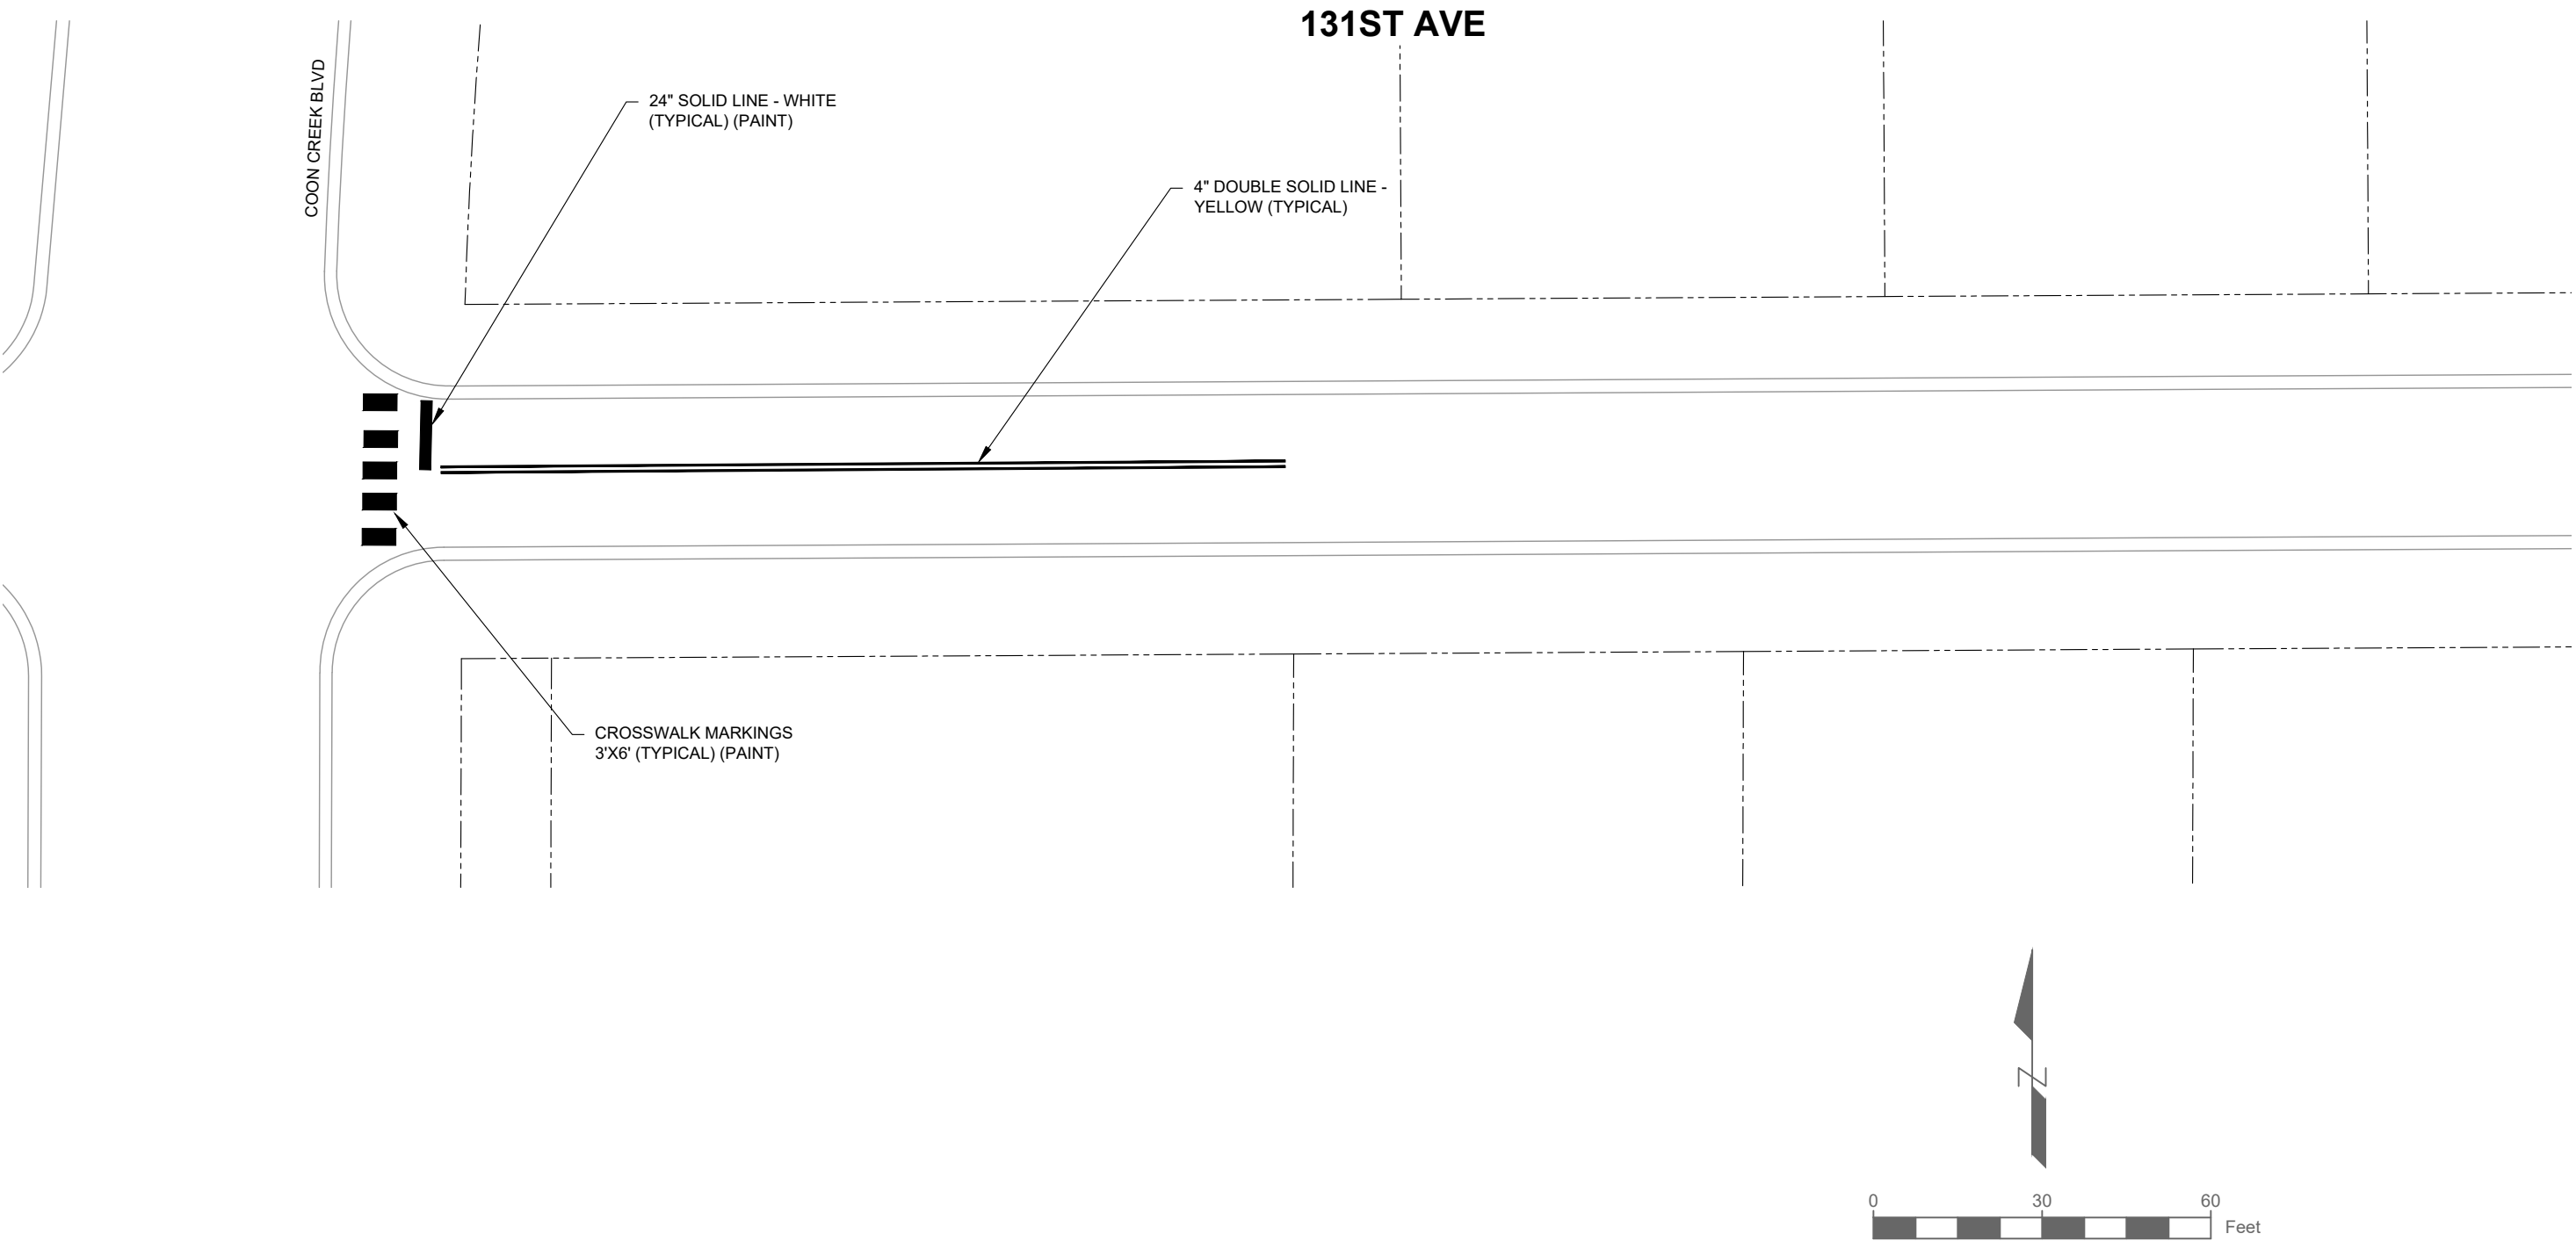 131ST AVE
COON CREEK BLVD
24" SOLID LINE - WHITE
(TYPICAL) (PAINT)
4" DOUBLE SOLID LINE -
YELLOW (TYPICAL)
CROSSWALK MARKINGS
3'X6' (TYPICAL) (PAINT)
Z
0 30 60
Feet